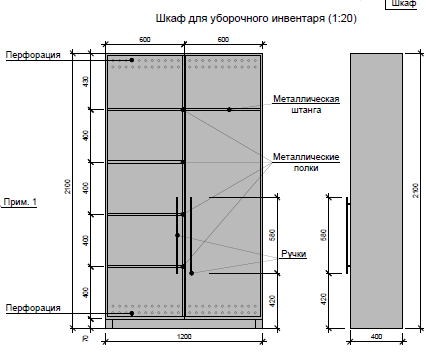 Шкаф
Шкаф для уборочного инвентаря (1:20)
600
600
Перфорация
430
Металлическая
штанга
400
Металлические
полки
400
2100
2100
Прим. 1
400
580
580
Ручки
400
420
420
Перфорация
70
1200
400